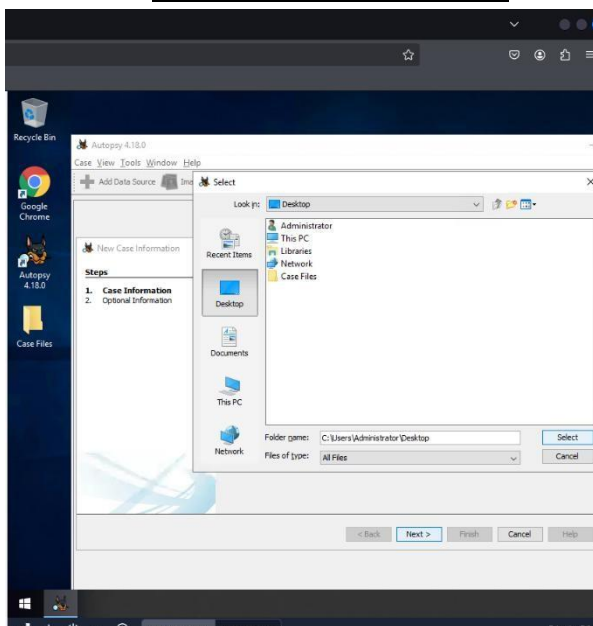 Recycle Bin
Google
Chrome
Autopsy
4.18.0
Case Files
Autopsy 4.18.0
Case View Tools Window Help
Add Data Source
New Case Information
Steps
1. Case Information
2. Optional Information
Select
Look in: Desktop
Recent Items
Desktop
Documents
This PC
Network
Administrator
This PC
Libraries
Network
Case Files
Folder name: C:\Users\Administrator\Desktop
Select
Files of type: All Files
Cancel
< Back Next > Finish Cancel Help